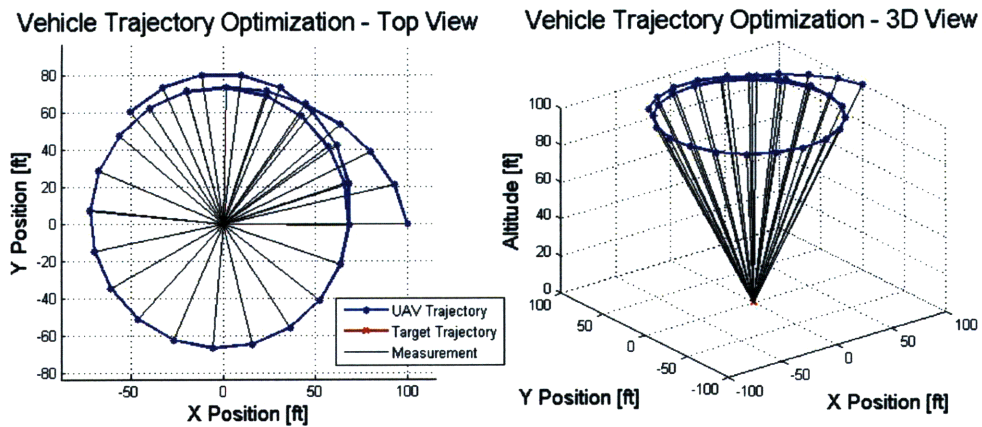 Vehicle Trajectory Optimization - Top View
80
60
40
20
0
-20
-40
-60
-80
-50
0
50
100
Y Position [ft]
X Position [ft]
UAV Trajectory
Target Trajectory
Measurement
Vehicle Trajectory Optimization - 3D View
100
80
60
40
20
0
Altitude [ft]
100
50
0
-50
-100
Y Position [ft]
-100
-50
0
50
100
X Position [ft]